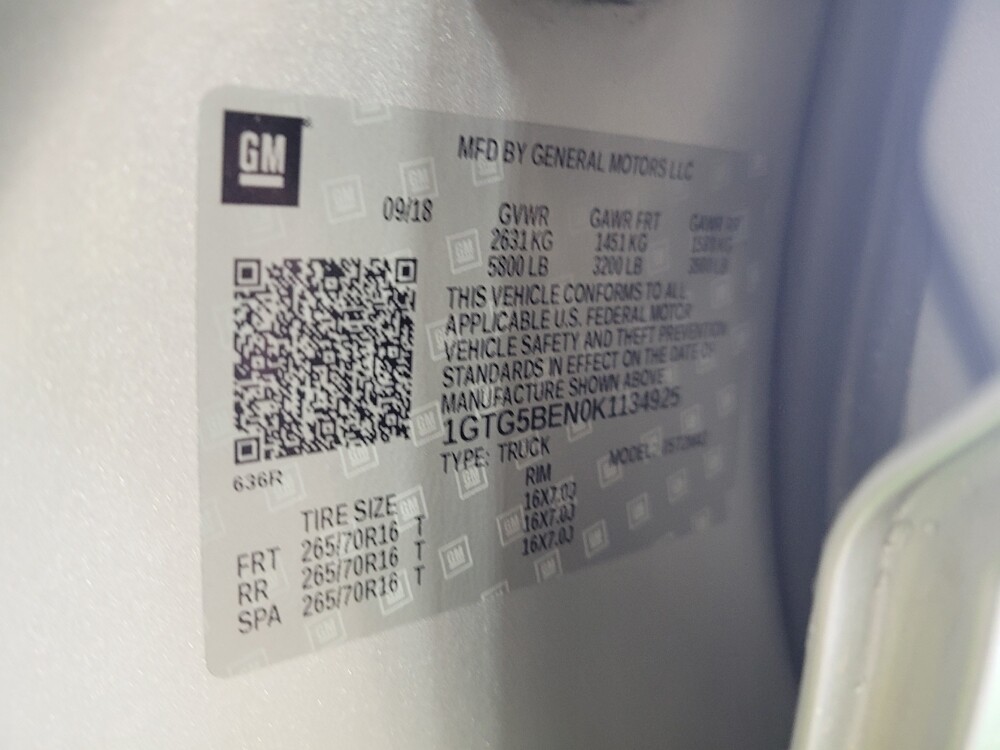 GM
MFD BY GENERAL MOTORS LLC
09/18 GVWR GAWR FRT GAWR
2631 KG 1451 KG
5800 LB 3200 LB
THIS VEHICLE CONFORMS TO ALL
APPLICABLE U.S. FEDERAL MOTOR
VEHICLE SAFETY AND THEFT PREVENTION
STANDARDS IN EFFECT ON THE DATE OF
MANUFACTURE SHOWN ABOVE
1GTG5BEN0K1134925
TYPE: TRUCK MODEL:
636R
TIRE SIZE RIM
FRT 265/70R16 T 16X7.0J
RR 265/70R16 T 16X7.0J
SPA 265/70R16 T 16X7.0J